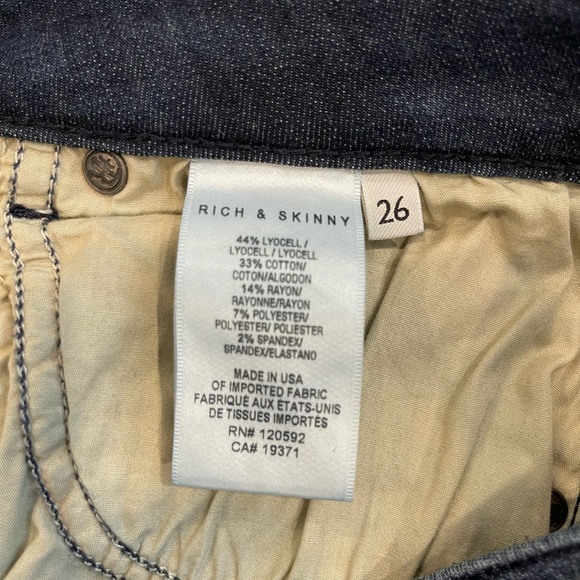 RICH & SKINNY
26
44% LYOCELL /
LYOCELL / LYOCELL
33% COTTON/
COTON/ALGODON
14% RAYON/
RAYONNE/RAYON
7% POLYESTER/
POLYESTER/ POLIESTER
2% SPANDEX/
SPANDEX/ELASTANO
MADE IN USA
OF IMPORTED FABRIC
FABRIQUÉ AUX ÉTATS-UNIS
DE TISSUES IMPORTÉS
RN# 120592
CA# 19371